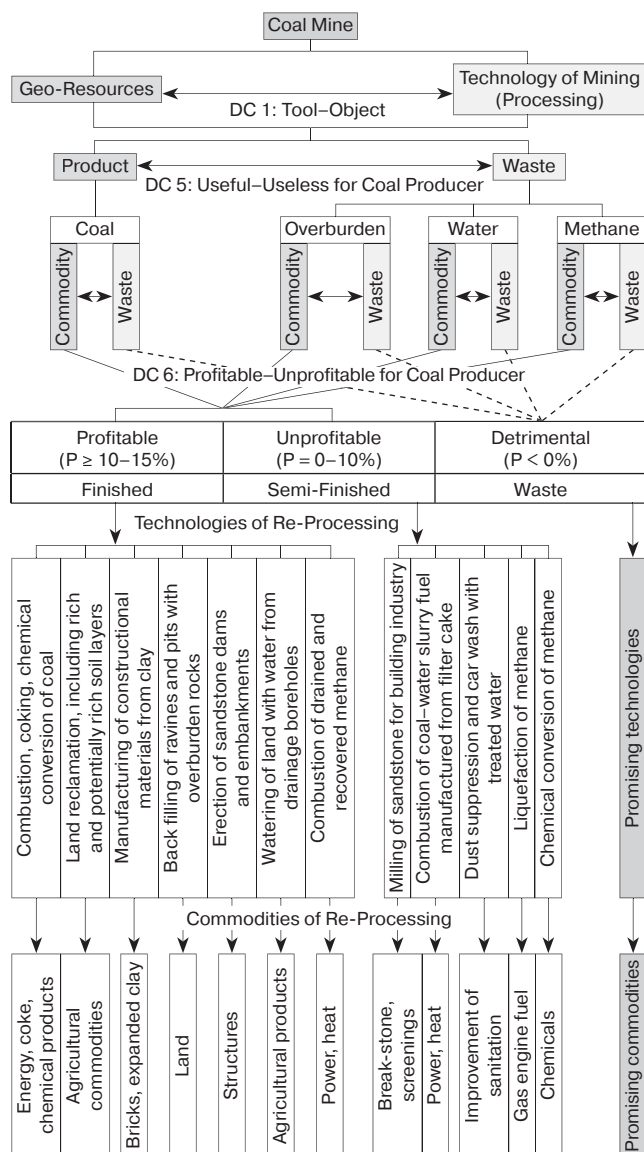 Coal Mine
Geo-Resources
Technology of Mining
(Processing)
DC 1: Tool–Object
Product
Waste
DC 5: Useful–Useless for Coal Producer
Coal
Overburden
Water
Methane
Commodity
Waste
Commodity
Waste
Commodity
Waste
Commodity
Waste
DC 6: Profitable–Unprofitable for Coal Producer
Profitable
(P ≥ 10–15%)
Unprofitable
(P = 0–10%)
Detrimental
(P < 0%)
Finished
Semi-Finished
Waste
Technologies of Re-Processing
Combustion, coking, chemical
conversion of coal
Land reclamation, including rich
and potentially rich soil layers
Manufacturing of constructional
materials from clay
Back filling of ravines and pits with
overburden rocks
Erection of sandstone dams
and embankments
Watering of land with water from
drainage boreholes
Combustion of drained and
recovered methane
Milling of sandstone for building industry
Combustion of coal–water slurry fuel
manufactured from filter cake
Dust suppression and car wash with
treated water
Liquefaction of methane
Chemical conversion of methane
Promising technologies
Commodities of Re-Processing
Energy, coke,
chemical products
Agricultural
commodities
Bricks, expanded clay
Land
Structures
Agricultural products
Power, heat
Break-stone,
screenings
Power, heat
Improvement of
sanitation
Gas engine fuel
Chemicals
Promising commodities